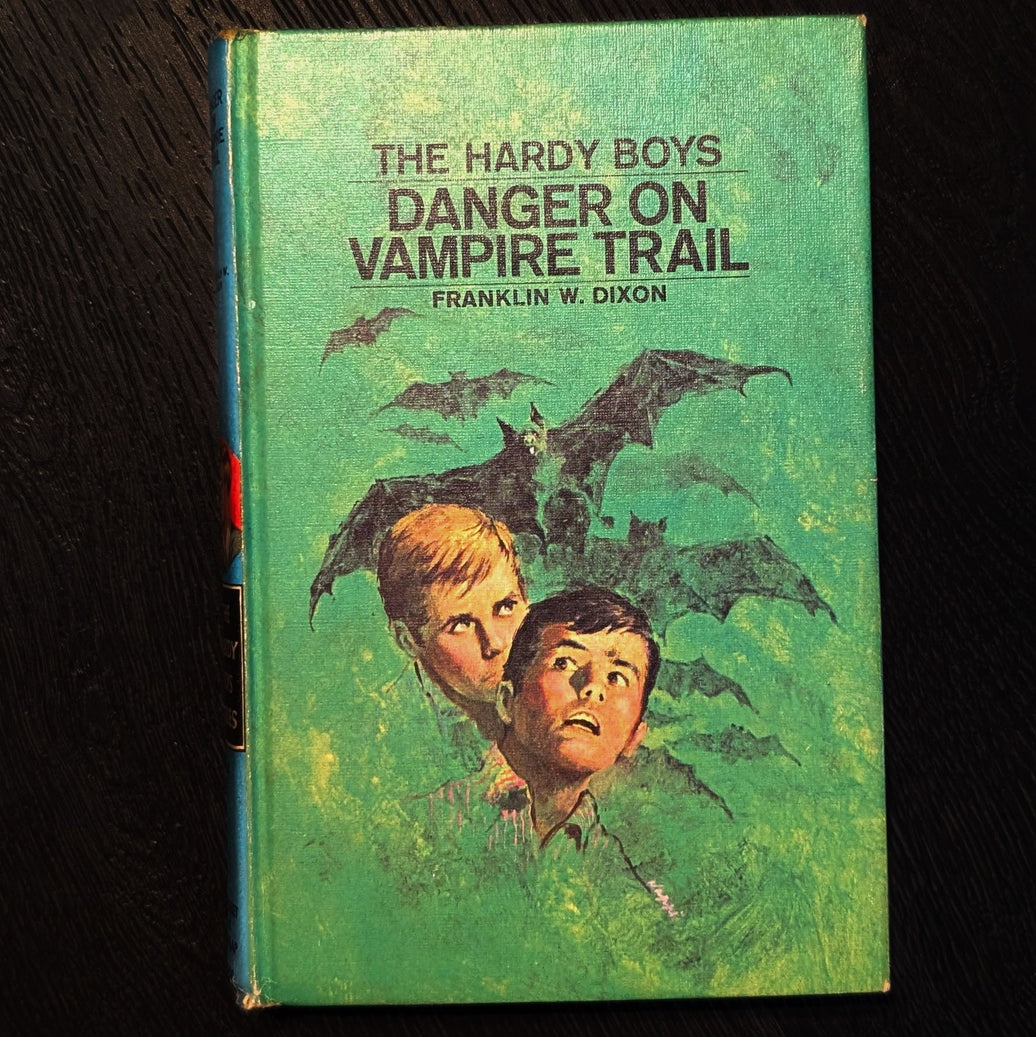 THE HARDY BOYS
DANGER ON
VAMPIRE TRAIL
FRANKLIN W. DIXON